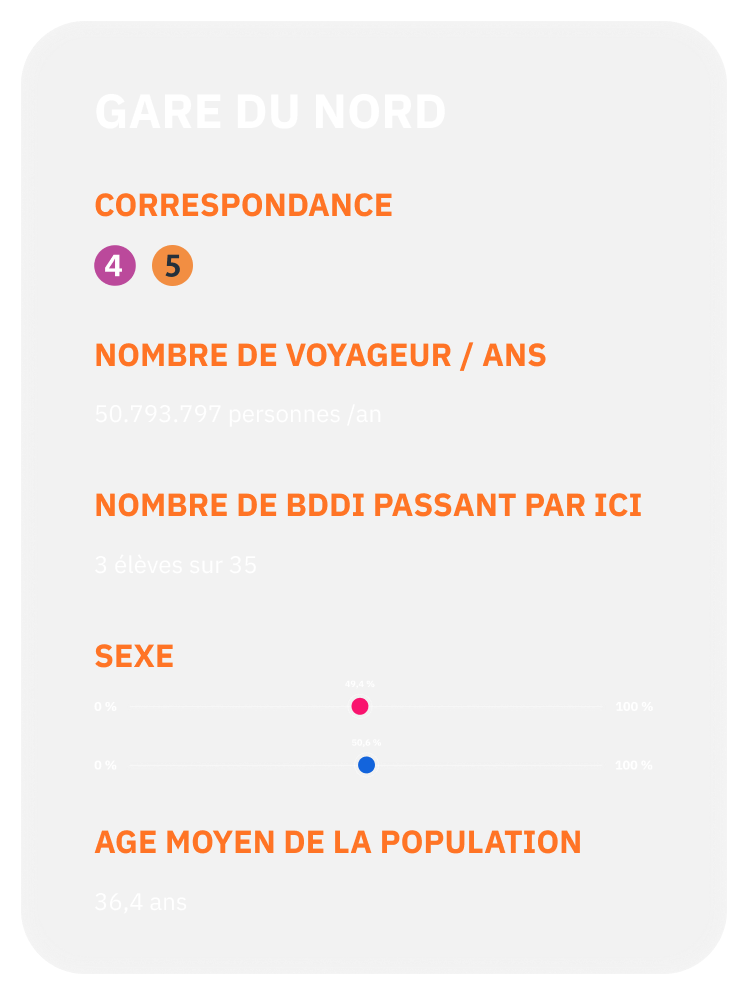 GARE DU NORD
CORRESPONDANCE
4 5
NOMBRE DE VOYAGEUR / ANS
50.793.797 personnes /an
NOMBRE DE BDDI PASSANT PAR ICI
3 élèves sur 35
SEXE
49,4 %
0 % 100 %
50,6 %
0 % 100 %
AGE MOYEN DE LA POPULATION
36,4 ans